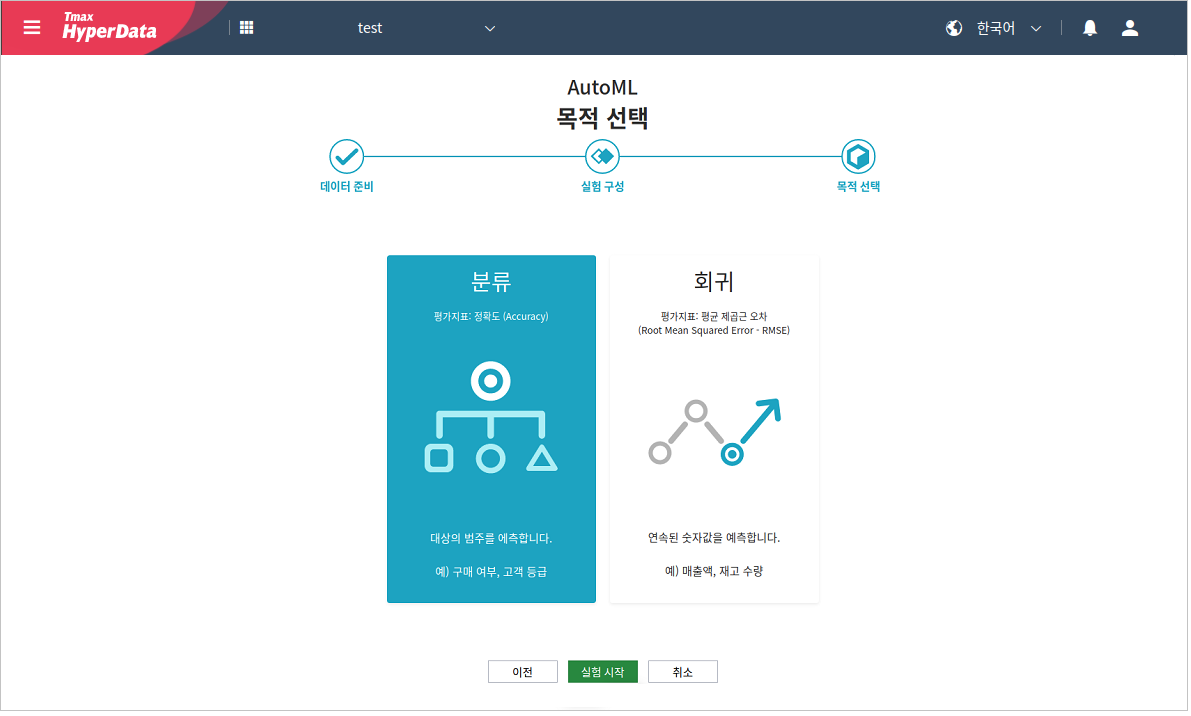 Tmax
HyperData
test
한국어
AutoML
목적 선택
데이터 준비
실험 구성
목적 선택
분류
평가지표: 정확도 (Accuracy)
대상의 범주를 예측합니다.
예) 구매 여부, 고객 등급
회귀
평가지표: 평균 제곱근 오차
(Root Mean Squared Error - RMSE)
연속된 숫자값을 예측합니다.
예) 매출액, 재고 수량
이전
실험 시작
취소